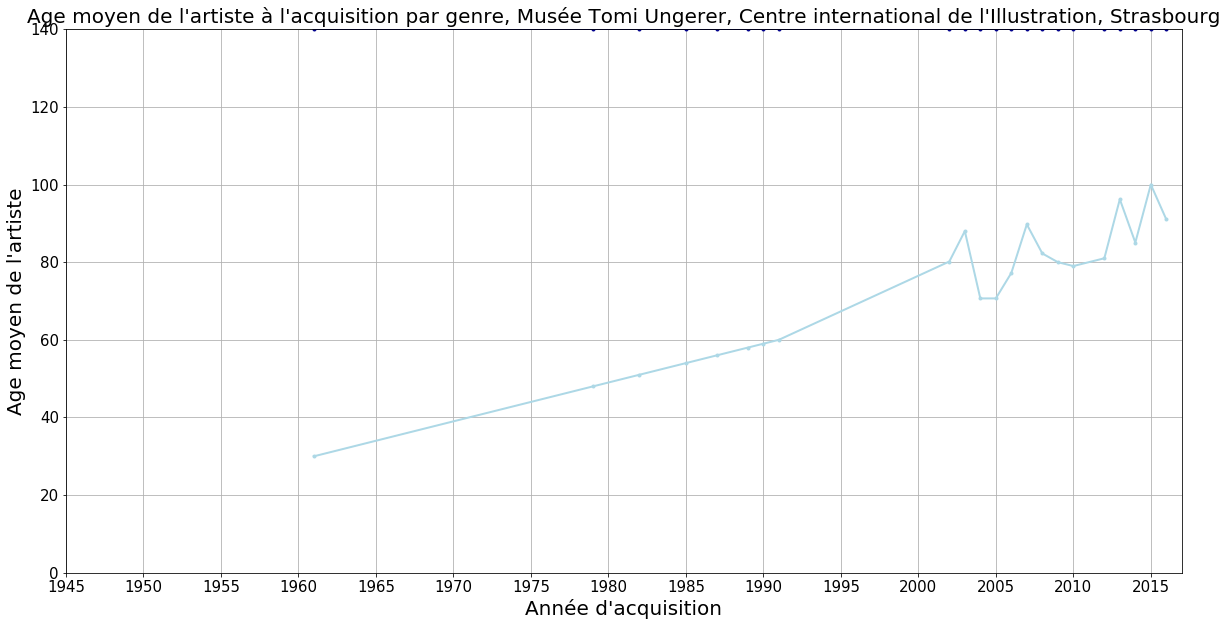 Age moyen de l'artiste à l'acquisition par genre, Musée Tomi Ungerer, Centre international de l'Illustration, Strasbourg
140
120
100
80
60
40
20
0
Age moyen de l'artiste
1945 1950 1955 1960 1965 1970 1975 1980 1985 1990 1995 2000 2005 2010 2015
Année d'acquisition